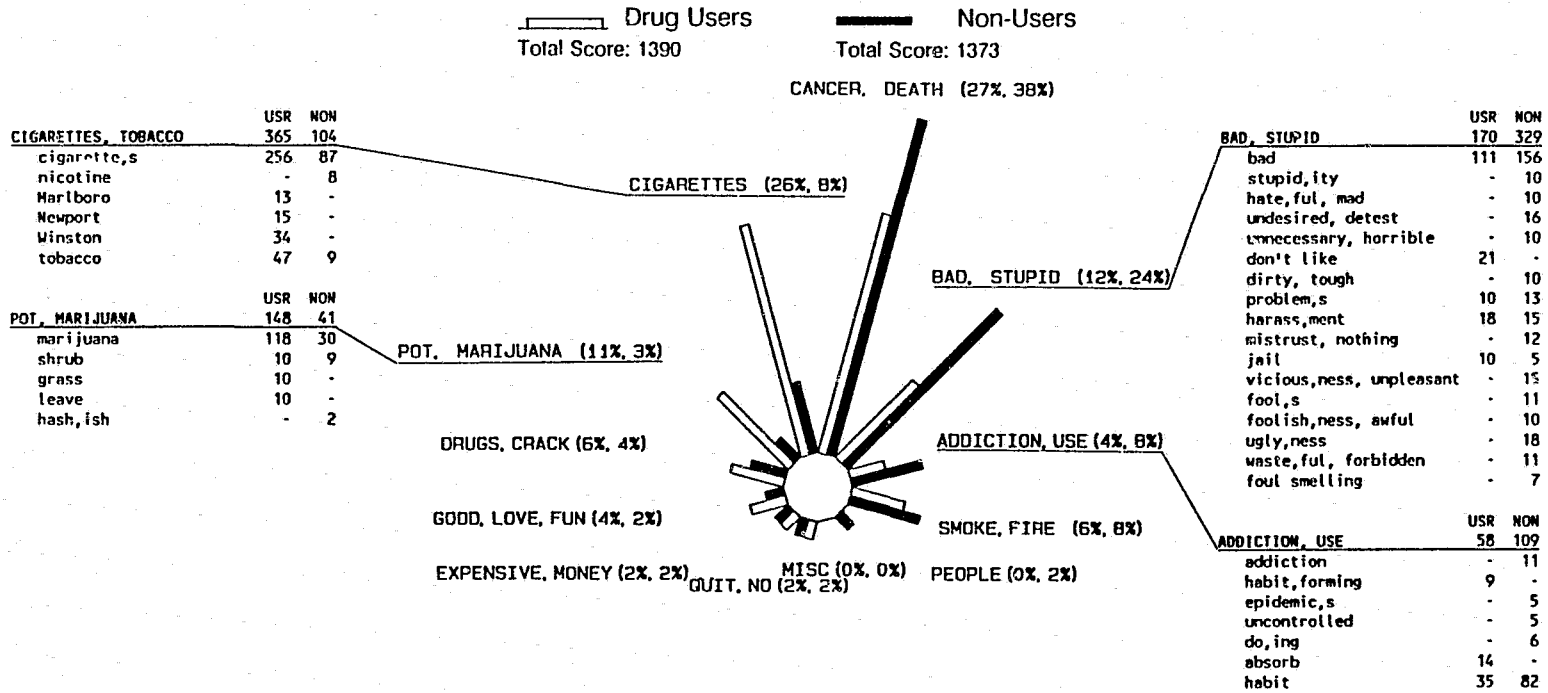 Drug Users Non-Users
Total Score: 1390 Total Score: 1373
CANCER, DEATH (27%, 38%)
USR NON
CIGARETTES, TOBACCO 365 104
cigarette,s 256 87
nicotine - 8
Marlboro 13 -
Newport 15 -
Winston 34 -
tobacco 47 9
USR NON
POT, MARIJUANA 148 41
marijuana 118 30
shrub 10 9
grass 10 -
leave 10 -
hash,ish - 2
CIGARETTES (26%, 8%)
POT, MARIJUANA (11%, 3%)
DRUGS, CRACK (6%, 4%)
GOOD, LOVE, FUN (4%, 2%)
EXPENSIVE, MONEY (2%, 2%)
QUIT, NO (2%, 2%)
MISC (0%, 0%)
PEOPLE (0%, 2%)
SMOKE, FIRE (6%, 8%)
ADDICTION, USE (4%, 8%)
BAD, STUPID (12%, 24%)
USR NON
BAD, STUPID 170 329
bad 111 156
stupid,ity - 10
hate,ful, mad - 10
undesired, detest - 16
unnecessary, horrible - 10
don't like 21 -
dirty, tough - 10
problem,s 10 13
harass,ment 18 15
mistrust, nothing - 12
jail 10 5
vicious,ness, unpleasant - 15
fool,s - 11
foolish,ness, awful - 10
ugly,ness - 18
waste,ful, forbidden - 11
foul smelling - 7
USR NON
ADDICTION, USE 58 109
addiction - 11
habit,forming 9 -
epidemic,s - 5
uncontrolled - 5
do,ing - 6
absorb 14 -
habit 35 82